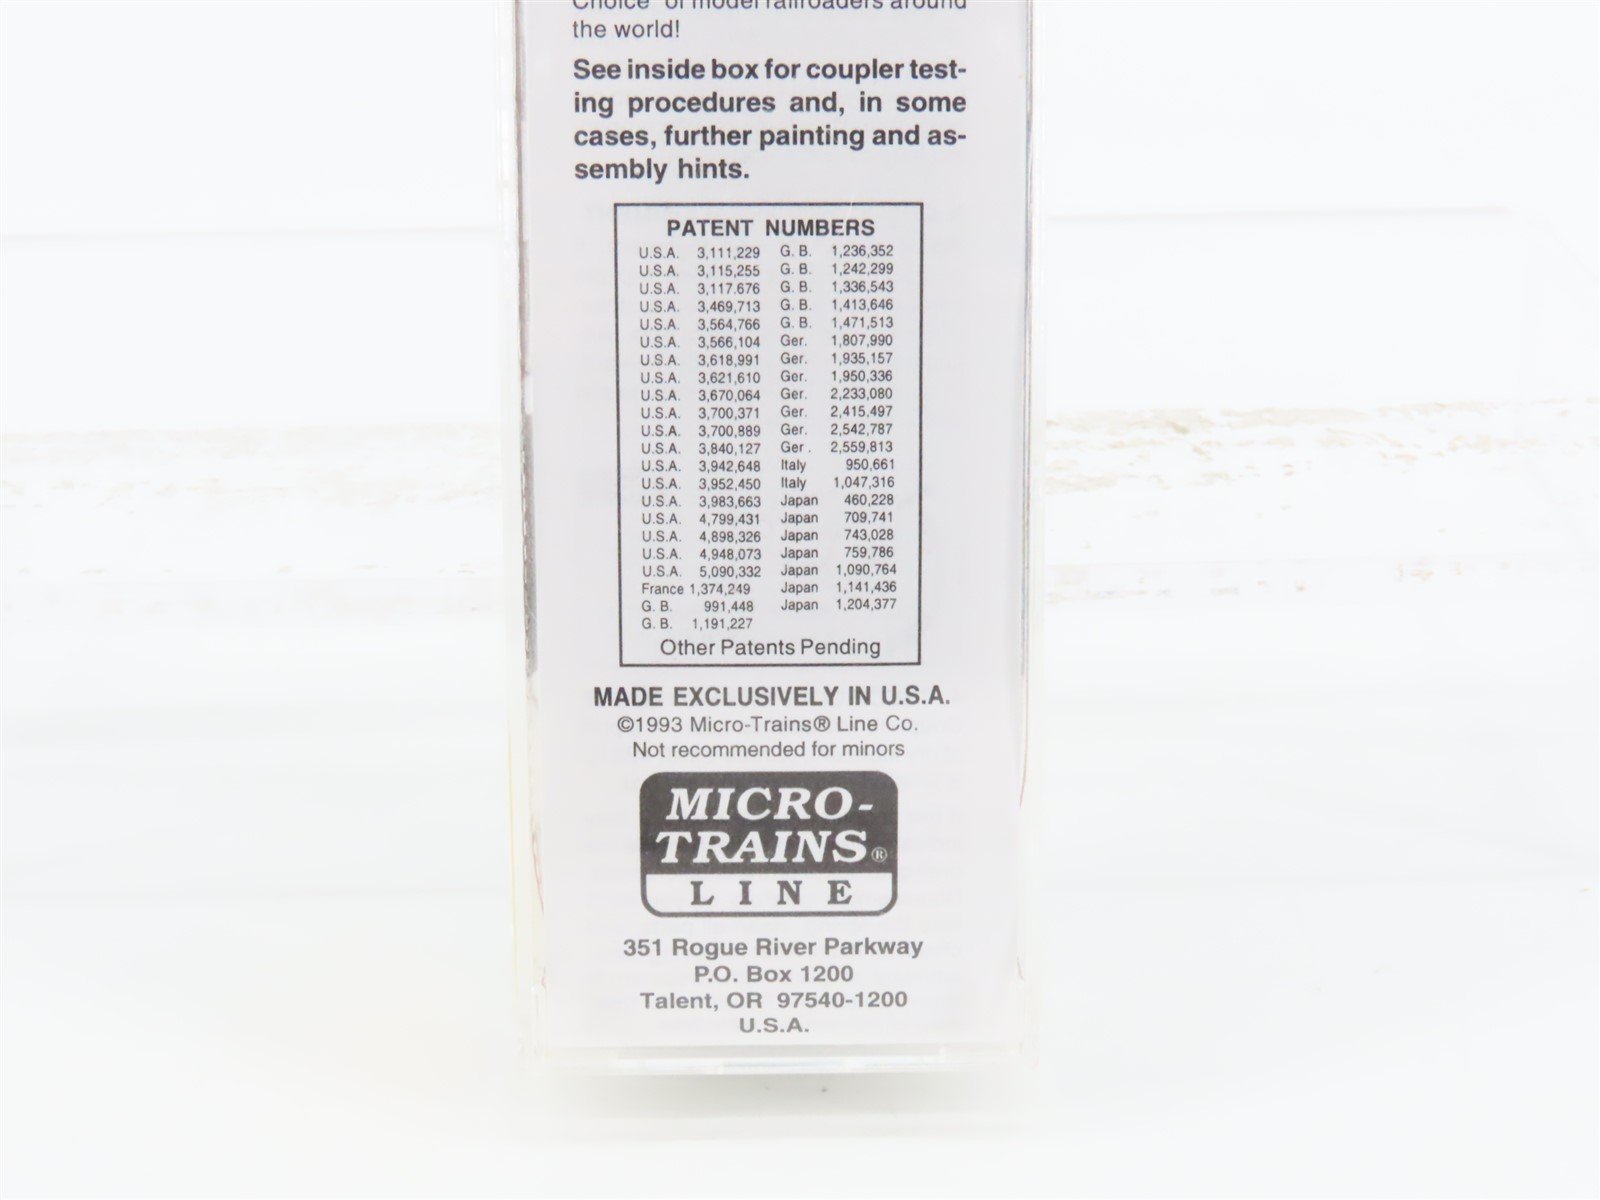 Choice" of model railroaders around
the world!
See inside box for coupler test-
ing procedures and, in some
cases, further painting and as-
sembly hints.
PATENT NUMBERS
U.S.A. 3,111,229 G. B. 1,236,352
U.S.A. 3,115,255 G. B. 1,242,299
U.S.A. 3,117.676 G. B. 1,336,543
U.S.A. 3,469,713 G. B. 1,413,646
U.S.A. 3,564,766 G. B. 1,471,513
U.S.A. 3,566,104 Ger. 1,807,990
U.S.A. 3,618,991 Ger. 1,935,157
U.S.A. 3,621,610 Ger. 1,950,336
U.S.A. 3,670,064 Ger. 2,233,080
U.S.A. 3,700,371 Ger. 2,415,497
U.S.A. 3,700,889 Ger. 2,542,787
U.S.A. 3,840,127 Ger. 2,559,813
U.S.A. 3,942,648 Italy 950,661
U.S.A. 3,952,450 Italy 1,047,316
U.S.A. 3,983,663 Japan 460,228
U.S.A. 4,799,431 Japan 709,741
U.S.A. 4,898,326 Japan 743,028
U.S.A. 4,948,073 Japan 759,786
U.S.A. 5,090,332 Japan 1,090,764
France 1,374,249 Japan 1,141,436
G. B. 991,448 Japan 1,204,377
G. B. 1,191,227
Other Patents Pending
MADE EXCLUSIVELY IN U.S.A.
©1993 Micro-Trains® Line Co.
Not recommended for minors
MICRO-
TRAINS®
LINE
351 Rogue River Parkway
P.O. Box 1200
Talent, OR 97540-1200
U.S.A.